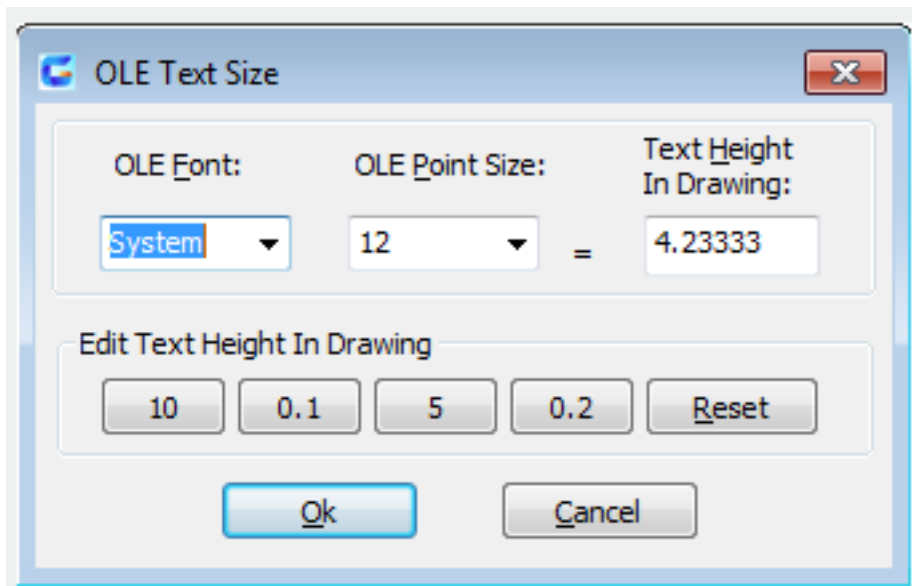 OLE Text Size
OLE Font:
OLE Point Size:
Text Height
In Drawing:
System
12
=
4.23333
Edit Text Height In Drawing
10
0.1
5
0.2
Reset
Ok
Cancel